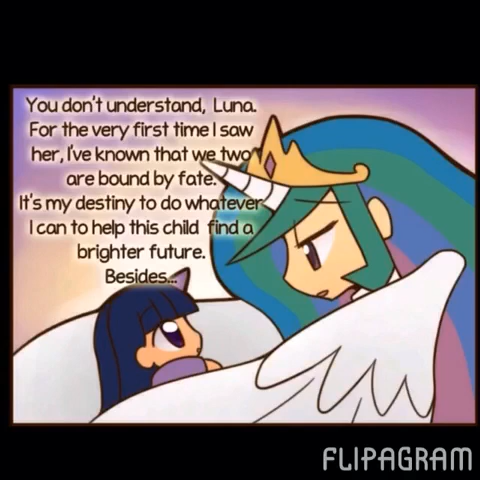 You don't understand, Luna.
For the very first time I saw
her, I've known that we two
are bound by fate.
It's my destiny to do whatever
I can to help this child find a
brighter future.
Besides...
FLIPAGRAM